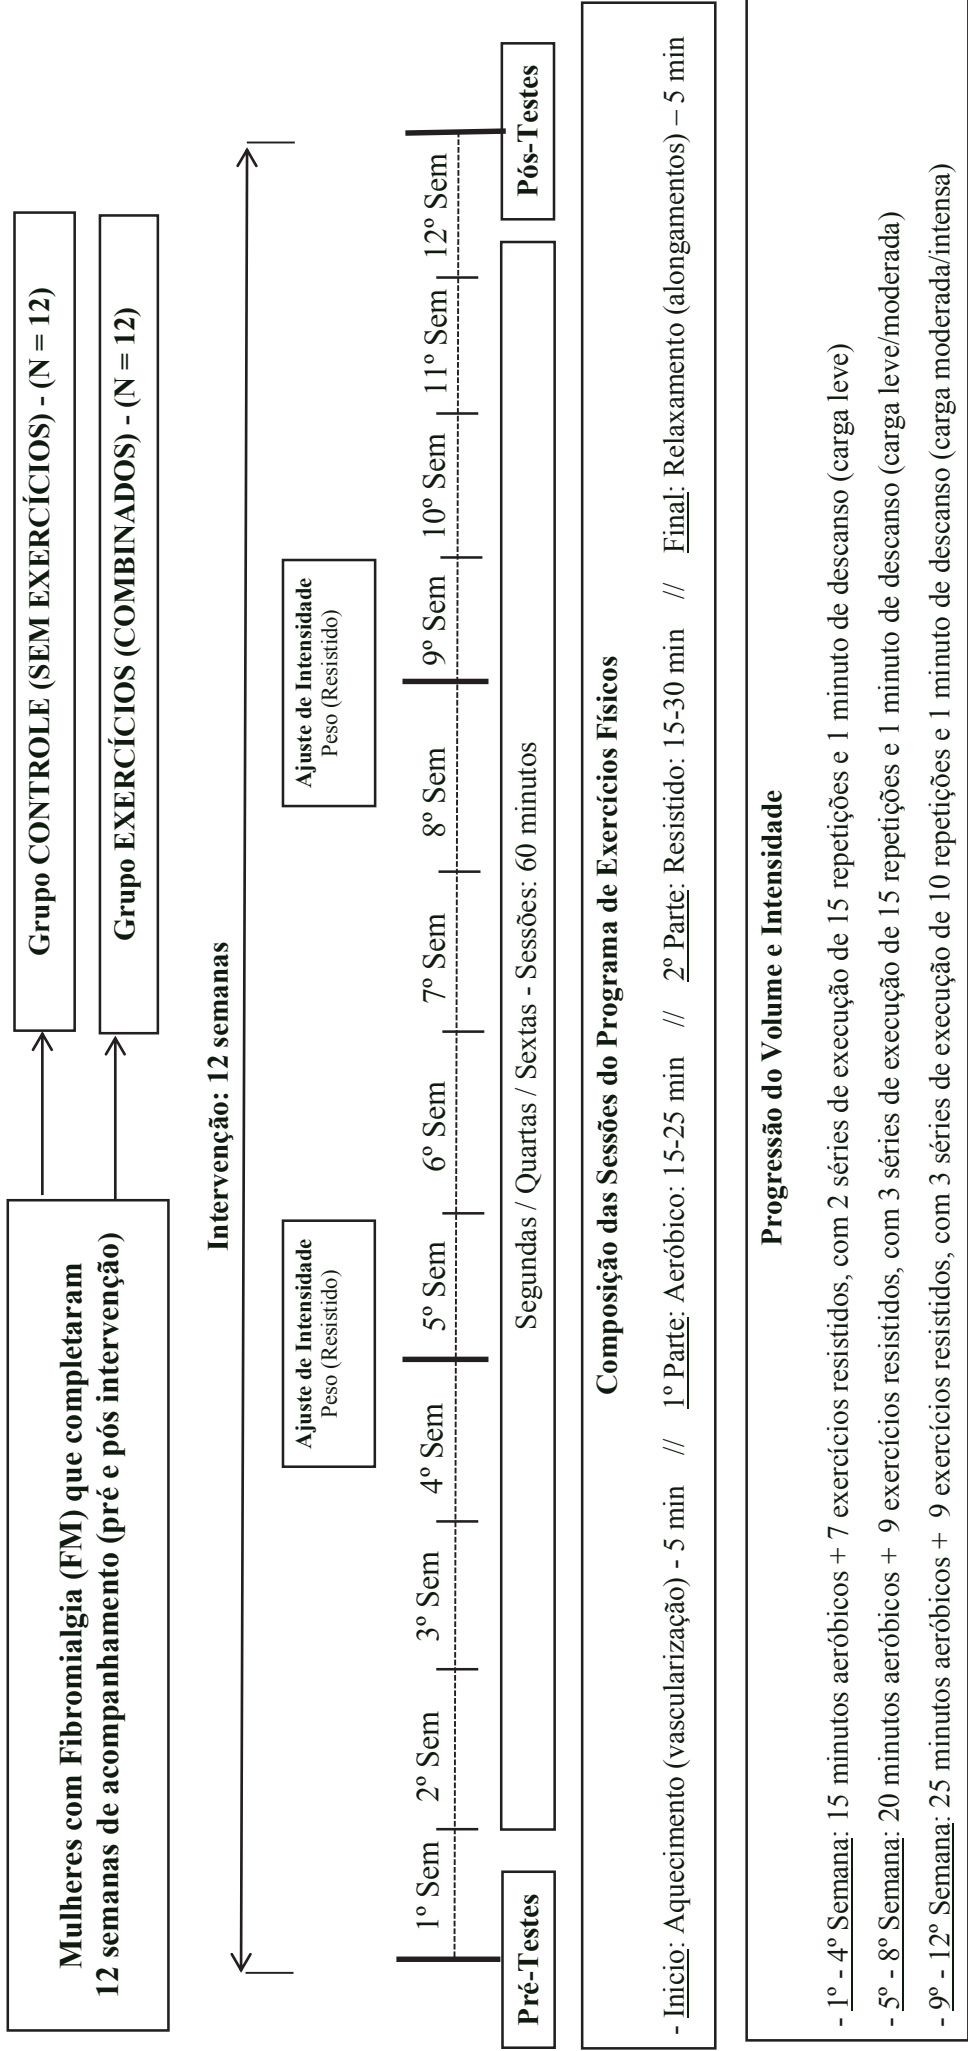 Mulheres com Fibromialgia (FM) que completaram
12 semanas de acompanhamento (pré e pós intervenção)
Grupo CONTROLE (SEM EXERCÍCIOS) - (N = 12)
Grupo EXERCÍCIOS (COMBINADOS) - (N = 12)
Intervenção: 12 semanas
Ajuste de Intensidade
Peso (Resistido)
Ajuste de Intensidade
Peso (Resistido)
1º Sem 2º Sem 3º Sem 4º Sem 5º Sem 6º Sem 7º Sem 8º Sem 9º Sem 10º Sem 11º Sem 12º Sem
Pré-Testes
Segundas / Quartas / Sextas - Sessões: 60 minutos
Pós-Testes
Composição das Sessões do Programa de Exercícios Físicos
- Inicio: Aquecimento (vascularização) - 5 min // 1º Parte: Aeróbico: 15-25 min // 2º Parte: Resistido: 15-30 min // Final: Relaxamento (alongamentos) – 5 min
Progressão do Volume e Intensidade
- 1º - 4º Semana: 15 minutos aeróbicos + 7 exercícios resistidos, com 2 séries de execução de 15 repetições e 1 minuto de descanso (carga leve)
- 5º - 8º Semana: 20 minutos aeróbicos + 9 exercícios resistidos, com 3 séries de execução de 15 repetições e 1 minuto de descanso (carga leve/moderada)
- 9º - 12º Semana: 25 minutos aeróbicos + 9 exercícios resistidos, com 3 séries de execução de 10 repetições e 1 minuto de descanso (carga moderada/intensa)